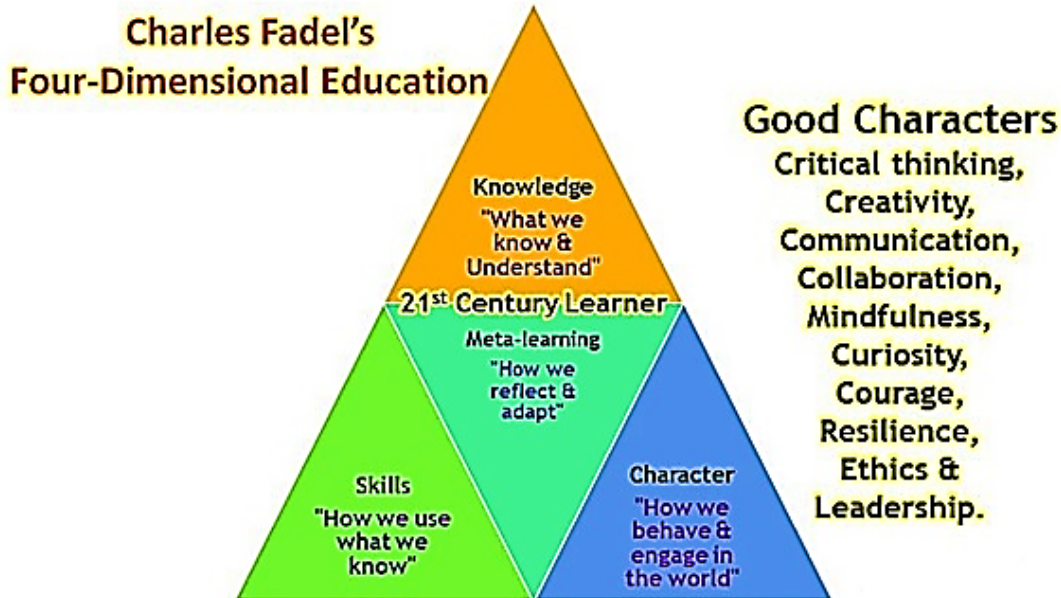 Charles Fadel's
Four-Dimensional Education
Knowledge
"What we
know &
Understand"
21st Century Learner
Meta-learning
"How we
reflect &
adapt"
Skills
"How we use
what we
know"
Character
"How we
behave &
engage in
the world"
Good Characters
Critical thinking,
Creativity,
Communication,
Collaboration,
Mindfulness,
Curiosity,
Courage,
Resilience,
Ethics &
Leadership.